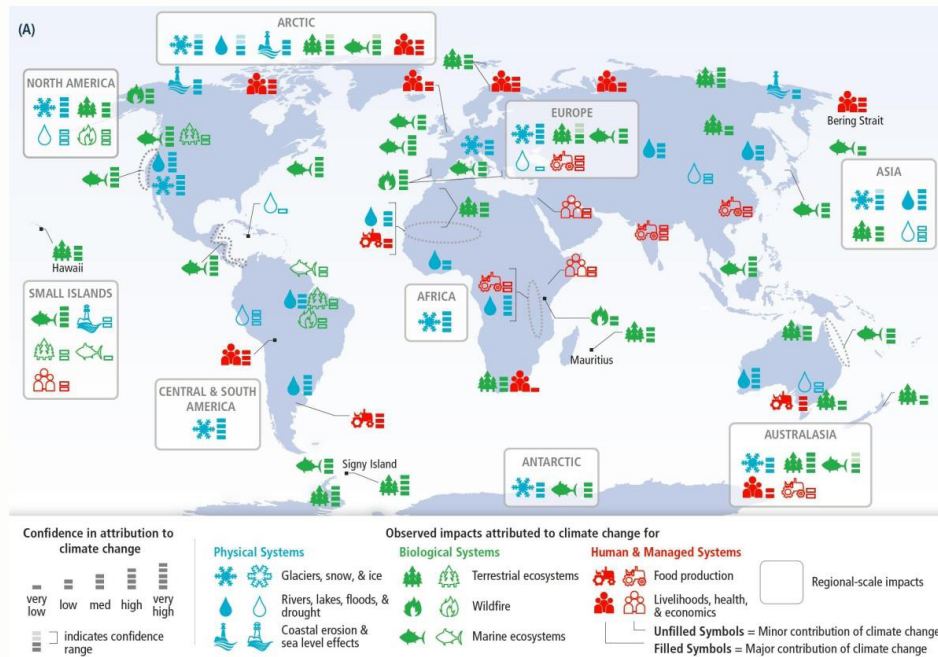 (A)
ARCTIC
NORTH AMERICA
EUROPE
Bering Strait
ASIA
Hawaii
SMALL ISLANDS
AFRICA
Mauritius
CENTRAL & SOUTH
AMERICA
Signy Island
ANTARCTIC
AUSTRALASIA
Confidence in attribution to
climate change
very
low
low
med
high
very
high
indicates confidence
range
Observed impacts attributed to climate change for
Physical Systems
Glaciers, snow, & ice
Rivers, lakes, floods, &
drought
Coastal erosion &
sea level effects
Biological Systems
Terrestrial ecosystems
Wildfire
Marine ecosystems
Human & Managed Systems
Food production
Livelihoods, health,
& economics
Regional-scale impacts
Unfilled Symbols = Minor contribution of climate change
Filled Symbols = Major contribution of climate change